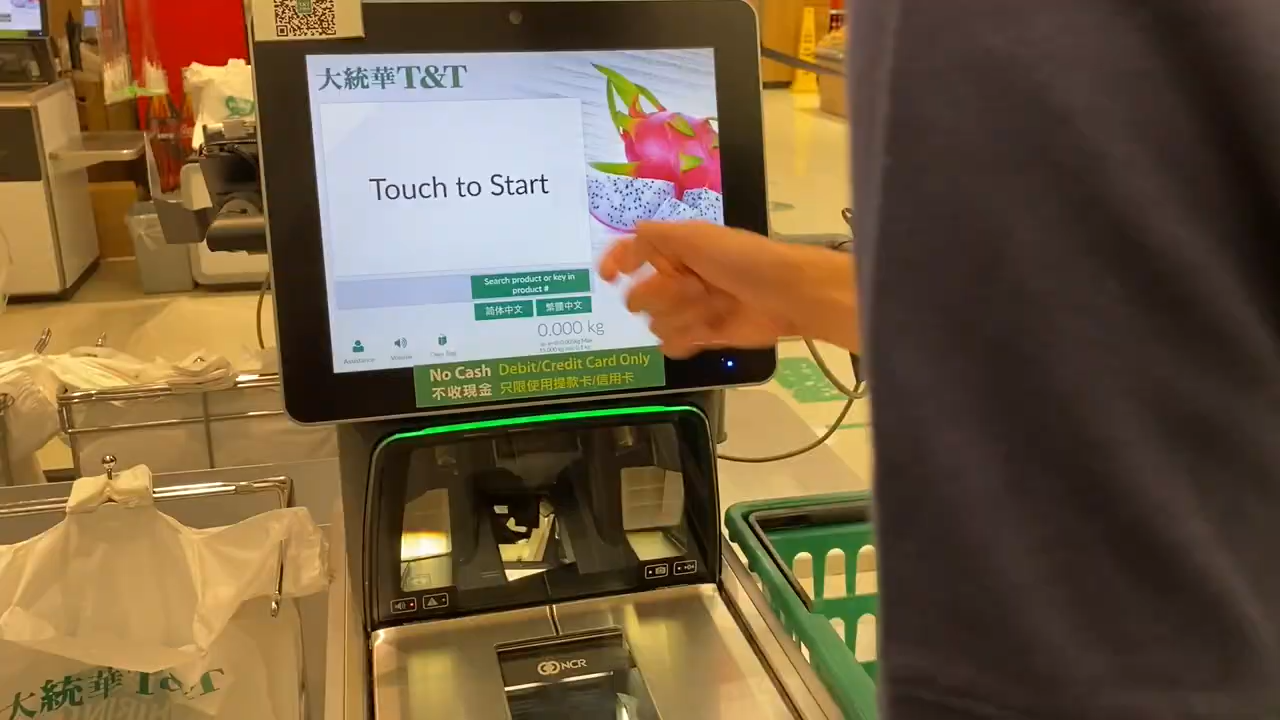 大統華T&T
Touch to Start
Search product or key in
product #
简体中文
繁體中文
0.000 kg
Assistance
Volume
No Cash Debit/Credit Card Only
不收現金 只限使用提款卡/信用卡
NCR
大統華T&T